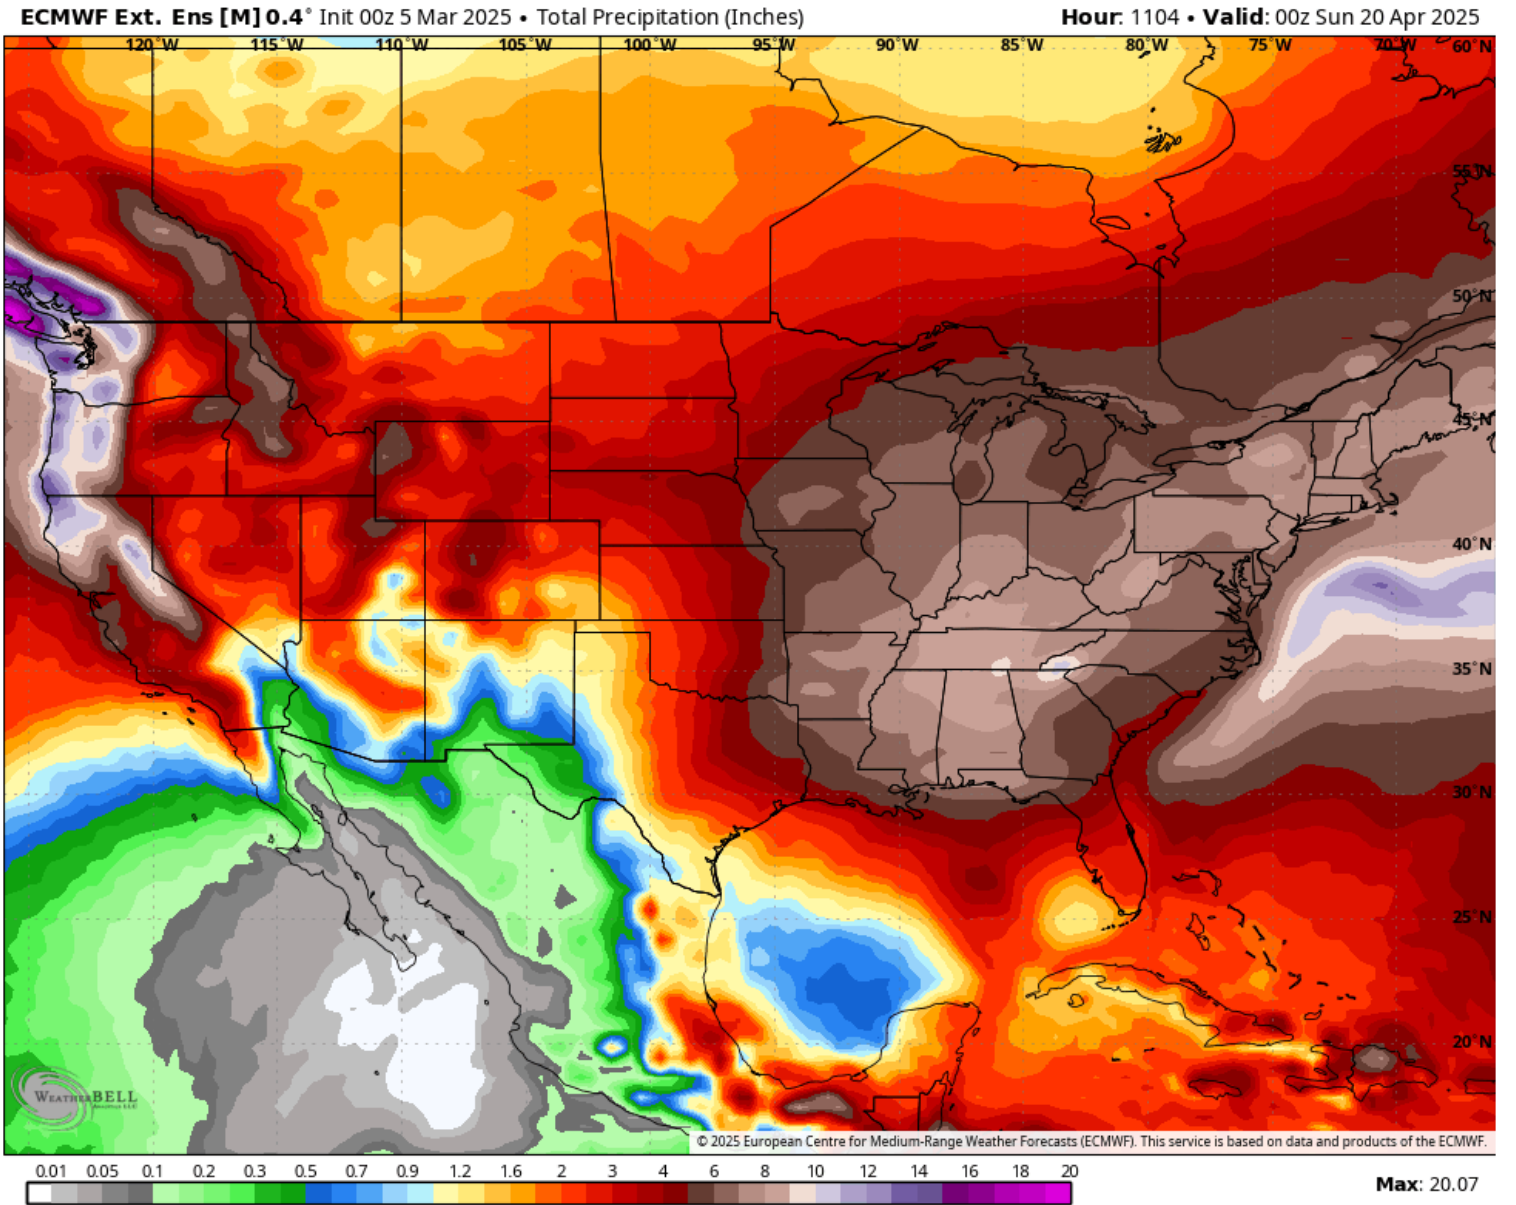 ECMWF Ext. Ens [M] 0.4° Init 00z 5 Mar 2025 • Total Precipitation (Inches)
Hour: 1104 • Valid: 00z Sun 20 Apr 2025
120°W 115°W 110°W 105°W 100°W 95°W 90°W 85°W 80°W 75°W 70°W 60°N
55°N
50°N
45°N
40°N
35°N
30°N
25°N
20°N
WEATHERBELL
Analytics LLC
© 2025 European Centre for Medium-Range Weather Forecasts (ECMWF). This service is based on data and products of the ECMWF.
0.01 0.05 0.1 0.2 0.3 0.5 0.7 0.9 1.2 1.6 2 3 4 6 8 10 12 14 16 18 20
Max: 20.07